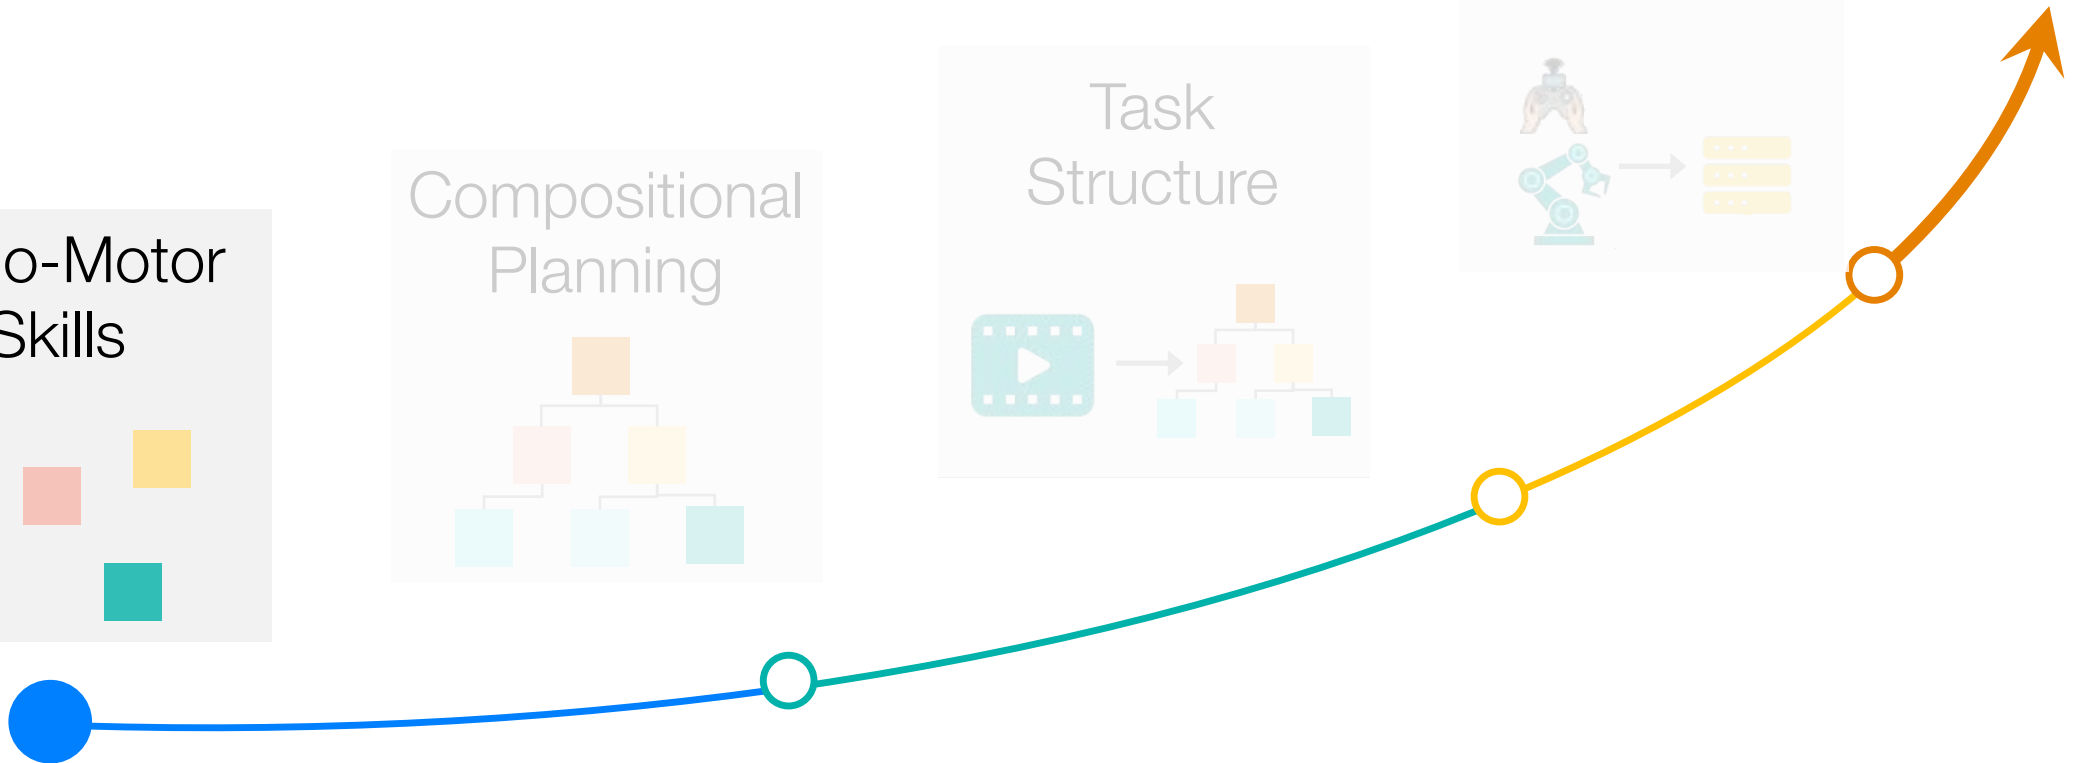 o-Motor
Skills
Compositional
Planning
Task
Structure